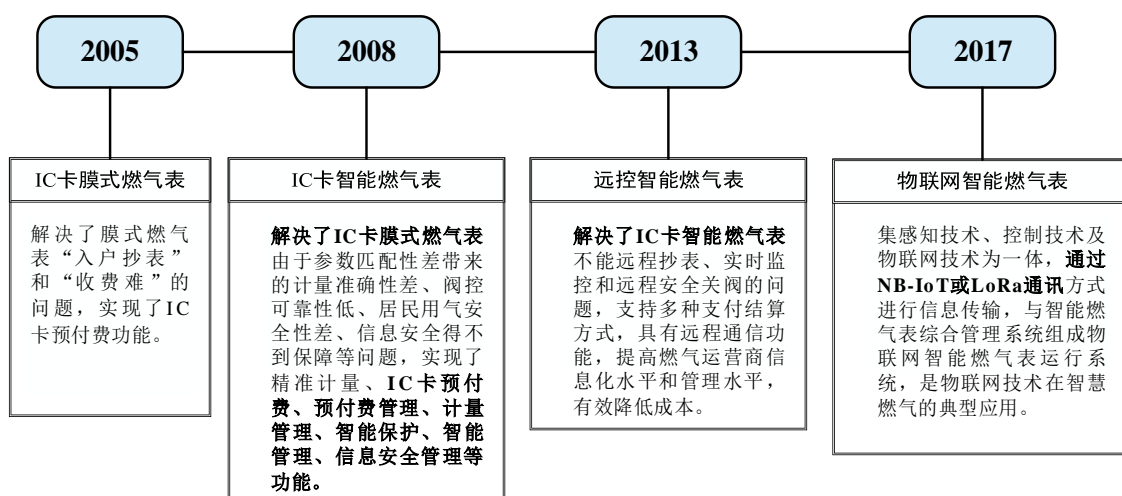 2005
2008
2013
2017
IC卡膜式燃气表
解决了膜式燃气
表“入户抄表”
和“收费难”的
问题，实现了IC
卡预付费功能。
IC卡智能燃气表
解决了IC卡膜式燃气表
由于参数匹配性差带来
的计量准确性差、阀控
可靠性低、居民用气安
全性差、信息安全得不
到保障等问题，实现了
精准计量、IC卡预付
费、预付费管理、计量
管理、智能保护、智能
管理、信息安全管理等
功能。
远控智能燃气表
解决了IC卡智能燃气表
不能远程抄表、实时监
控和远程安全关阀的问
题，支持多种支付结算
方式，具有远程通信功
能，提高燃气运营商信
息化水平和管理水平，
有效降低成本。
物联网智能燃气表
集感知技术、控制技术及
物联网技术为一体，通过
NB-IoT或LoRa通讯方式
进行信息传输，与智能燃
气表综合管理系统组成物
联网智能燃气表运行系
统，是物联网技术在智慧
燃气的典型应用。